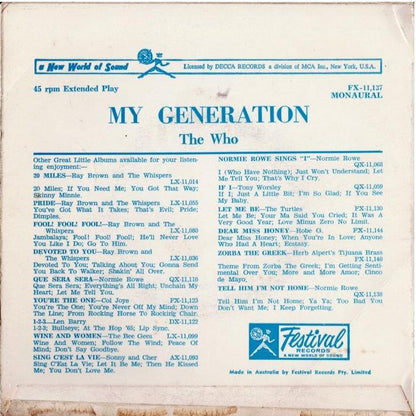 a New World of Sound
Licensed by DECCA RECORDS a division of MCA Inc., New York, U.S.A.
45 rpm Extended Play
FX-11,137
MONAURAL
MY GENERATION
The Who
Other Great Little Albums available for your listening enjoyment:—
20 MILES—Ray Brown and The Whispers
LX-11,014
20 Miles; If You Need Me; You Got That Way;
Skinny Minnie.
PRIDE—Ray Brown and The Whispers LX-11,055
You've Got What It Takes; That's Evil; Pride;
Dimples.
FOOL! FOOL! FOOL!—Ray Brown and the
Whispers
LX-11,083
Jambalaya; Fool! Fool! Fool!; He'll Never Love
You Like I Do; Go To Him.
DEVOTED TO YOU—Ray Brown and the
Whispers
LX-11,036
Devoted To You; Talking About You; Gonna Send
You Back To Walker; Shakin' All Over.
QUE SERA SERA—Normie Rowe QX-11,118
Que Sera Sera; Everything's All Right; Unchain My
Heart; Let Me Tell You.
YOU'RE THE ONE—Col Joye FX-11,123
You're The One; You're Never Off My Mind; Down
The Line; From Rocking Horse To Rocking Chair.
1-2-3—Len Barry DX-11,122
1-2-3; Bullseye; At The Hop '65; Lip Sync.
WINE AND WOMEN—The Bee Gees LX-11,099
Wine And Women; Follow The Wind; Peace Of
Mind; Don't Say Goodbye.
SING C'EST LA VIE—Sonny and Cher AX-11,093
Sing C'Est La Vie; Let It Be Me; Then He Kissed
Me; You Don't Love Me.
NORMIE ROWE SINGS "I"—Normie Rowe
QX-11,068
I (Who Have Nothing); Just Won't Understand; Let
Me Tell You; That's Why I Cry.
IF I—Tony Worsley QX-11,059
If I; Just A Little Bit; I'm So Glad; If You See
My Baby.
LET ME BE—The Turtles FX-11,130
Let Me Be; Your Ma Said You Cried; It Was A
Very Good Year; Love Minus Zero No Limit.
DEAR MISS HONEY—Hobe G. FX-11,144
Dear Miss Honey; When You're In Love; Anyone
Who Had A Heart; Ecstasy.
ZORBA THE GREEK—Herb Alpert's Tijuana Brass
FX-11,140
Theme From Zorba The Greek; I'm Getting Sentimental
Over You; More and More Amor; Cinco
de Mayo.
TELL HIM I'M NOT HOME—Normie Rowe
QX-11,138
Tell Him I'm Not Home; Ya Ya; Too Bad You
Don't Want Me; I Keep Forgetting.
Festival
RECORDS
A NEW WORLD OF SOUND
Made in Australia by Festival Records Pty. Limited